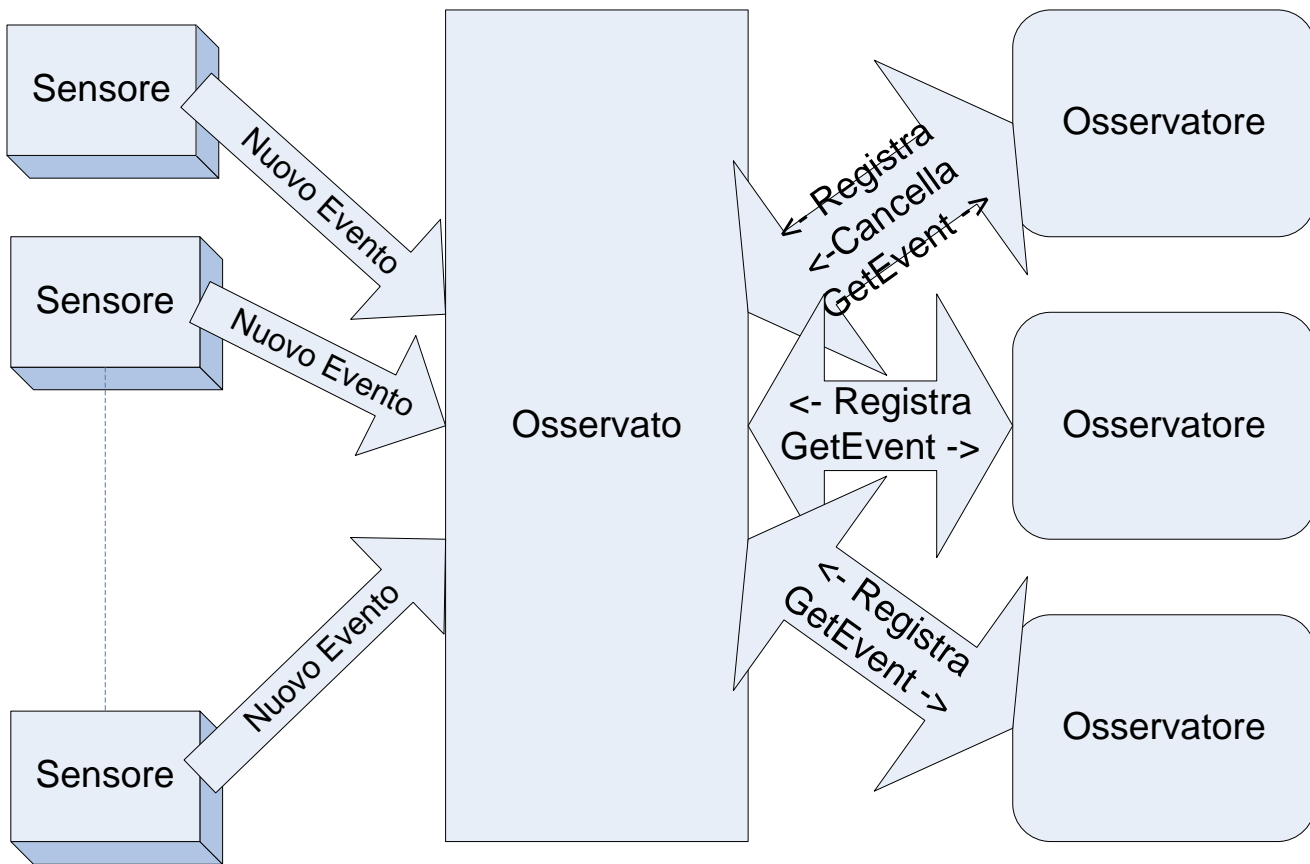 Sensore
Nuovo Evento
Sensore
Nuovo Evento
Sensore
Nuovo Evento
Osservato
<- Registra
<-Cancella
GetEvent ->
Osservatore
<- Registra
GetEvent ->
Osservatore
<- Registra
GetEvent ->
Osservatore